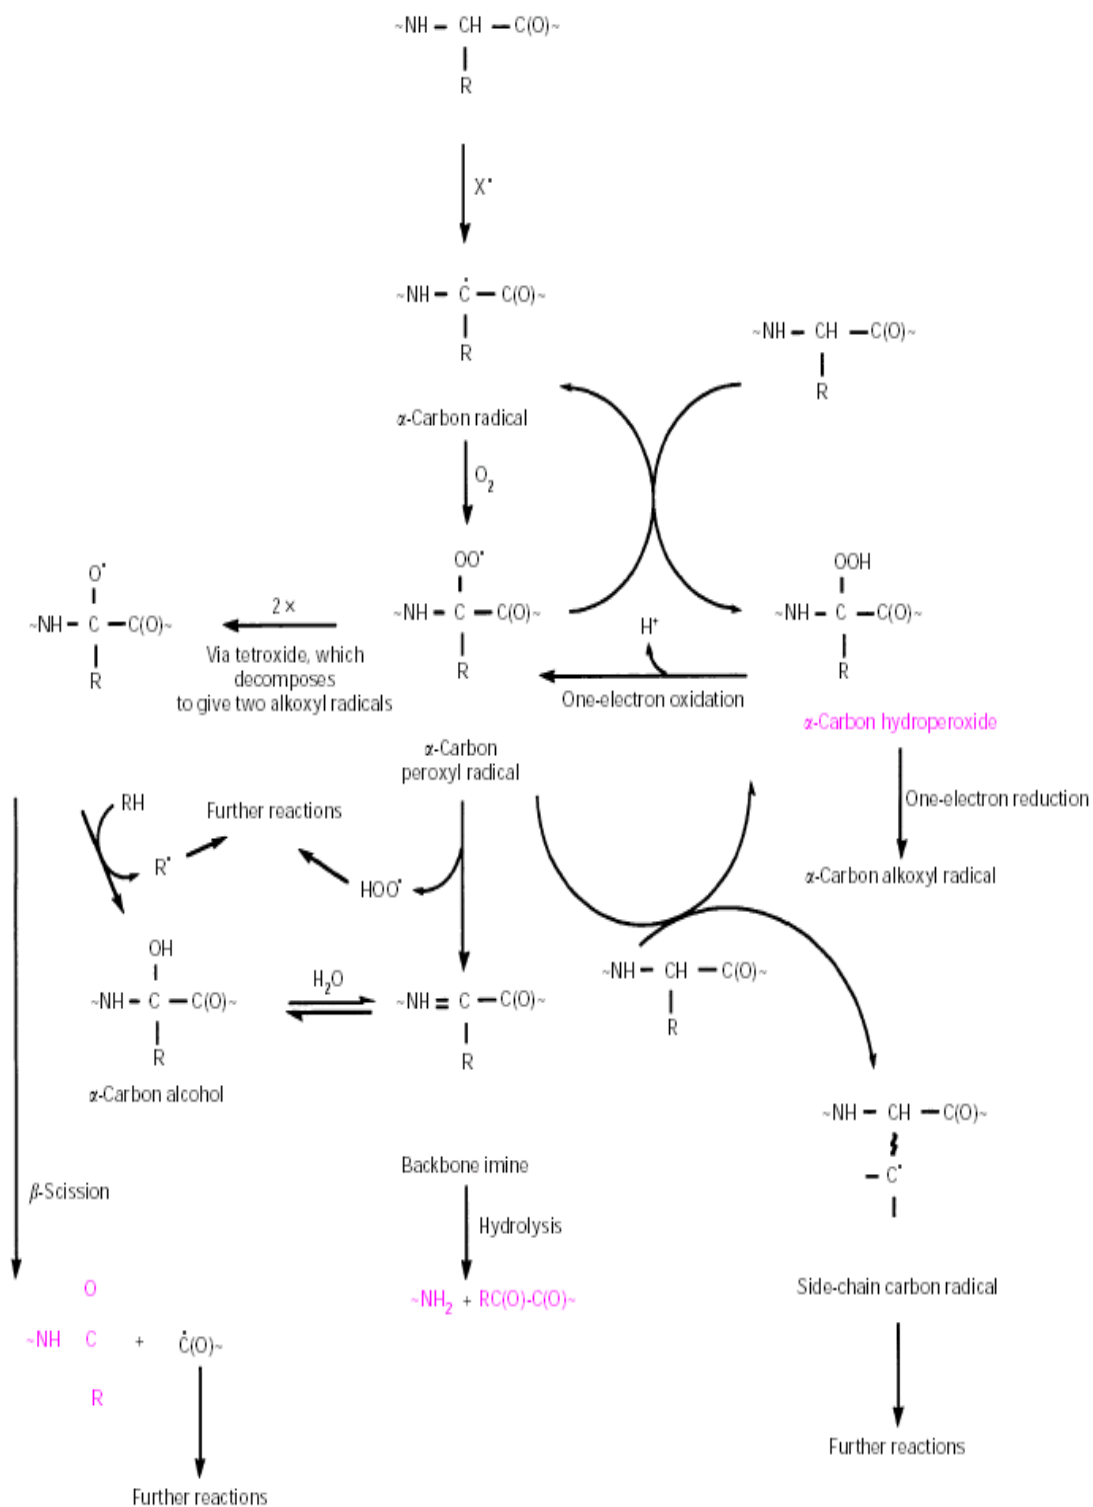 ~NH – CH – C(O)~
R
X•
~NH – Ċ – C(O)~
R
~NH – CH – C(O)~
R
α-Carbon radical
O₂
OO•
~NH – C – C(O)~
R
OOH
~NH – C – C(O)~
R
O•
~NH – C – C(O)~
R
2 ×
Via tetroxide, which
decomposes
to give two alkoxyl radicals
H⁺
One-electron oxidation
α-Carbon hydroperoxide
α-Carbon
peroxyl radical
One-electron reduction
α-Carbon alkoxyl radical
RH
R•
Further reactions
HOO•
OH
~NH – C – C(O)~
R
α-Carbon alcohol
H₂O
~NH = C – C(O)~
R
~NH – CH – C(O)~
R
~NH – CH – C(O)~
– C•
Side-chain carbon radical
Further reactions
Backbone imine
Hydrolysis
~NH₂ + RC(O)-C(O)~
β-Scission
O
~NH C + Ċ(O)~
R
Further reactions